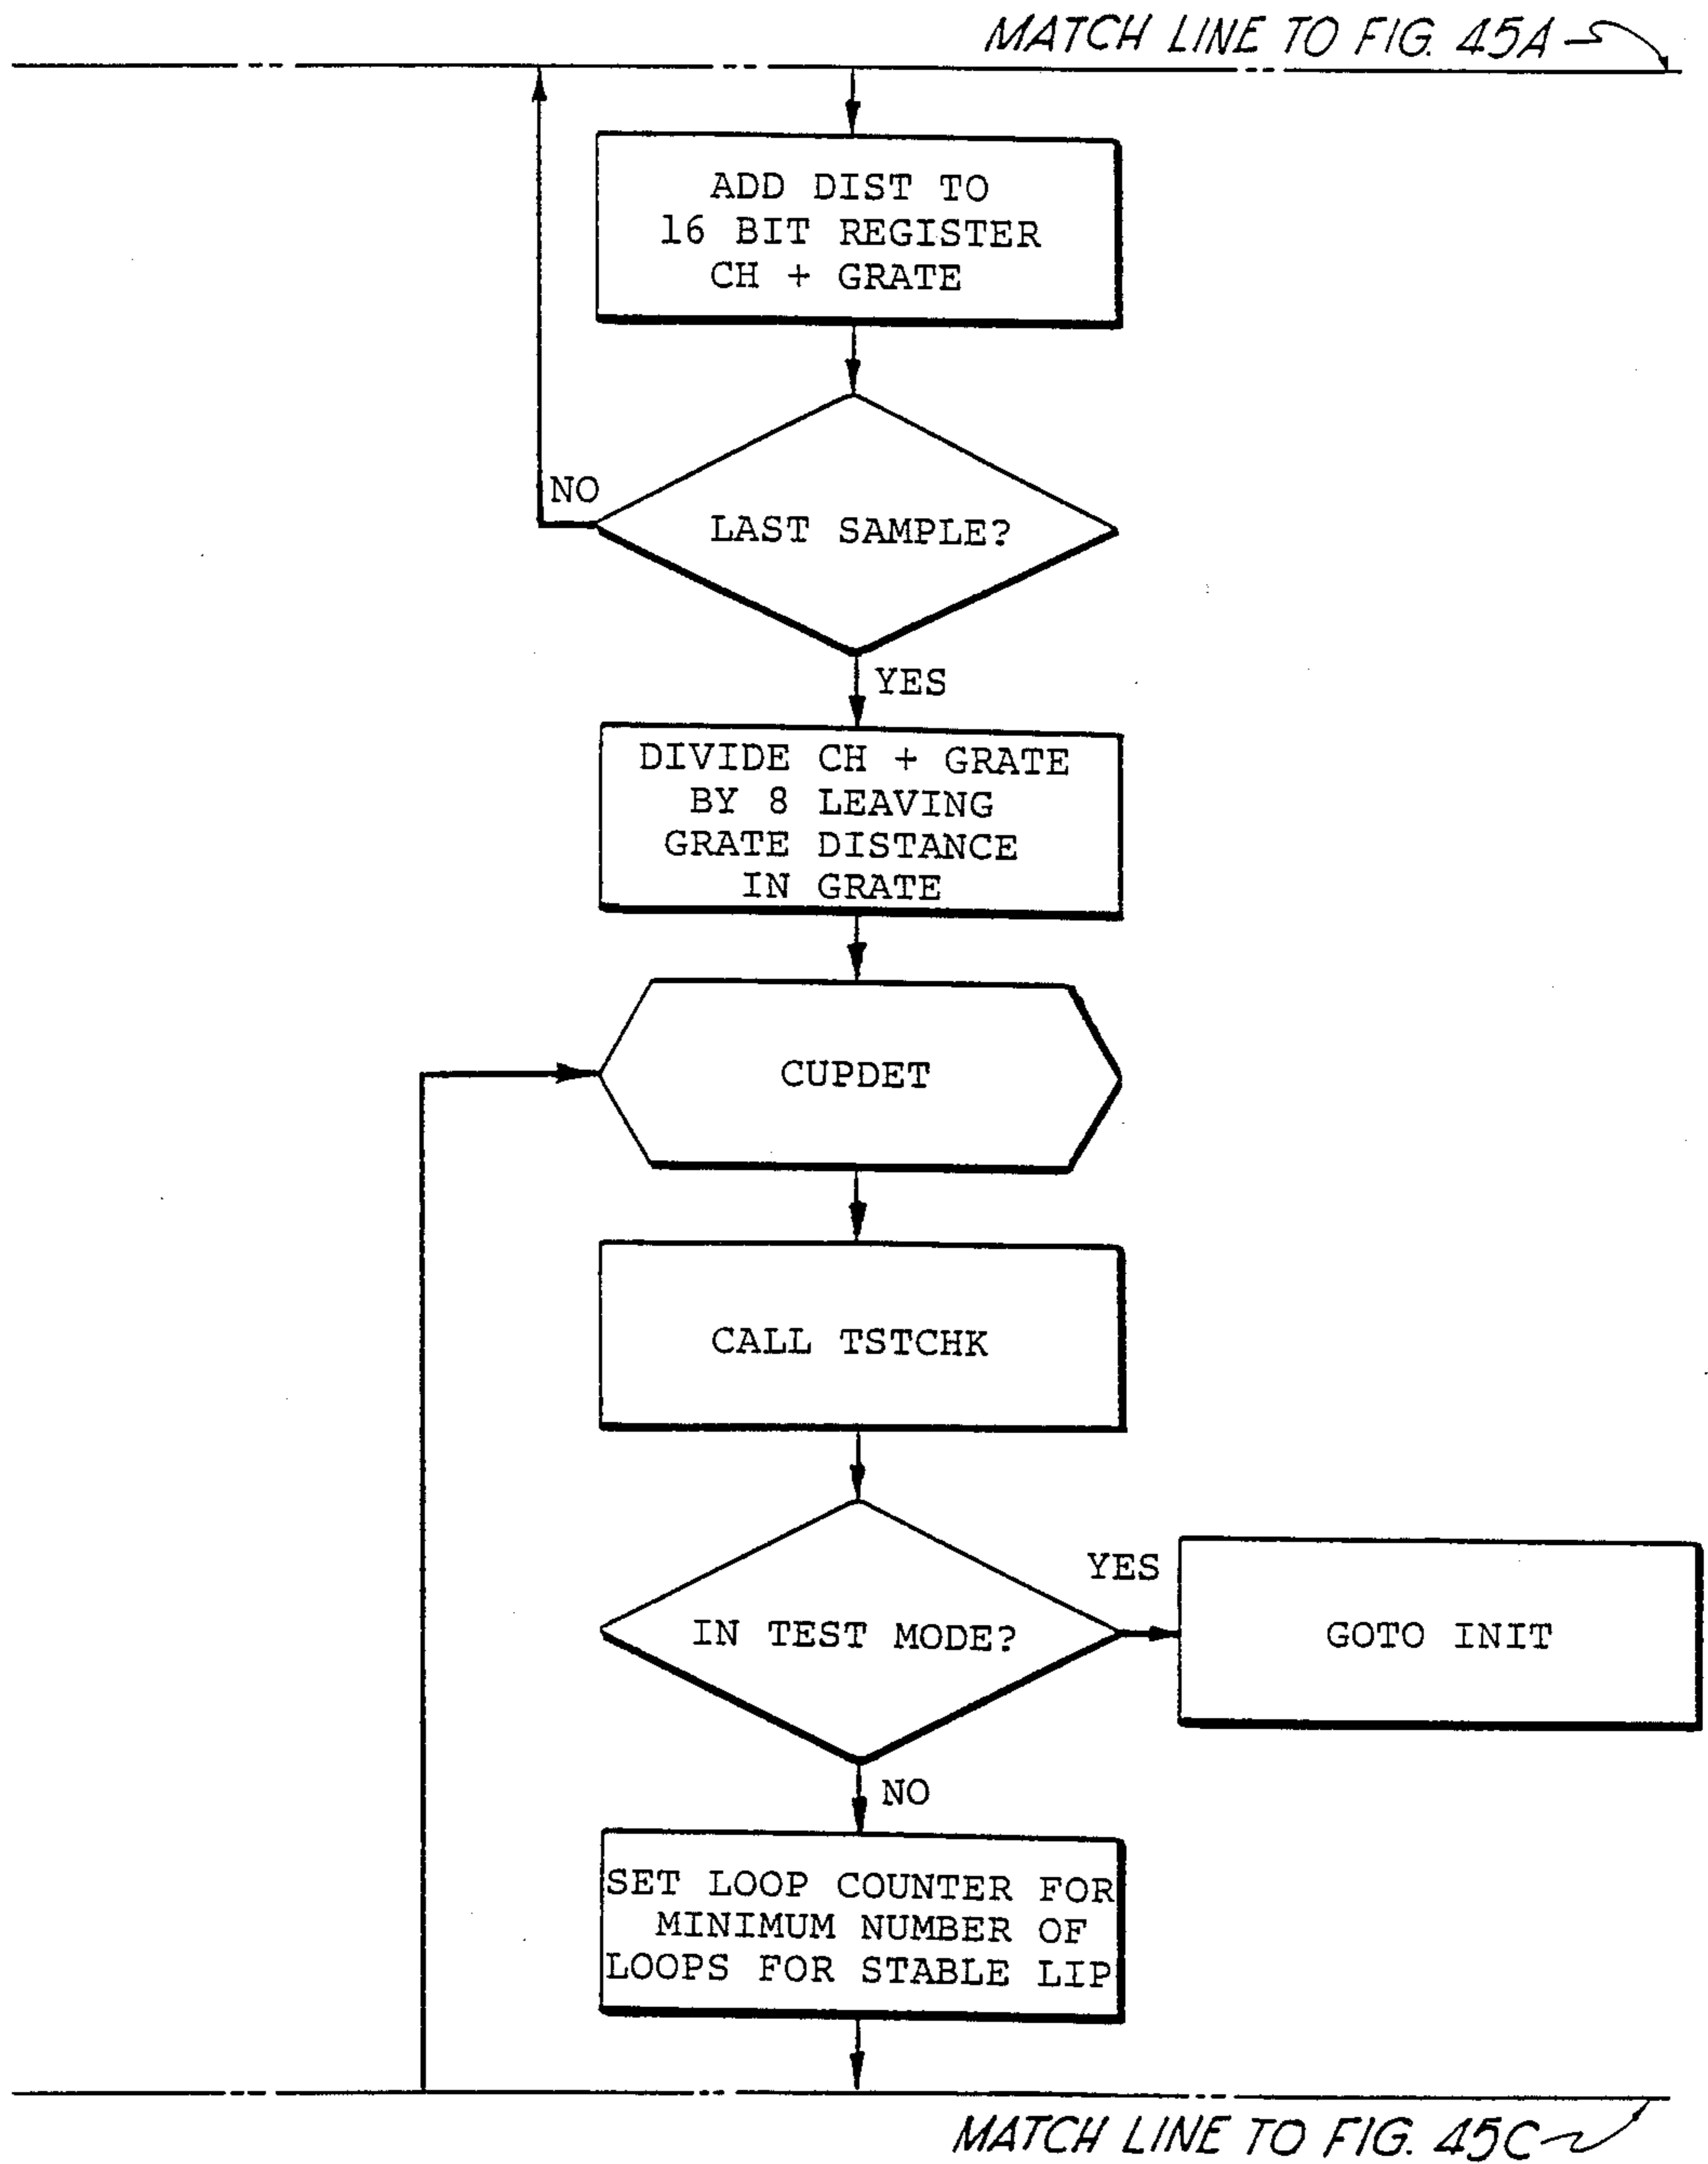 MATCH LINE TO FIG. 45A
ADD DIST TO
16 BIT REGISTER
CH + GRATE
NO
LAST SAMPLE?
YES
DIVIDE CH + GRATE
BY 8 LEAVING
GRATE DISTANCE
IN GRATE
CUPDET
CALL TSTCHK
YES
IN TEST MODE?
GOTO INIT
NO
SET LOOP COUNTER FOR
MINIMUM NUMBER OF
LOOPS FOR STABLE LIP
MATCH LINE TO FIG. 45C